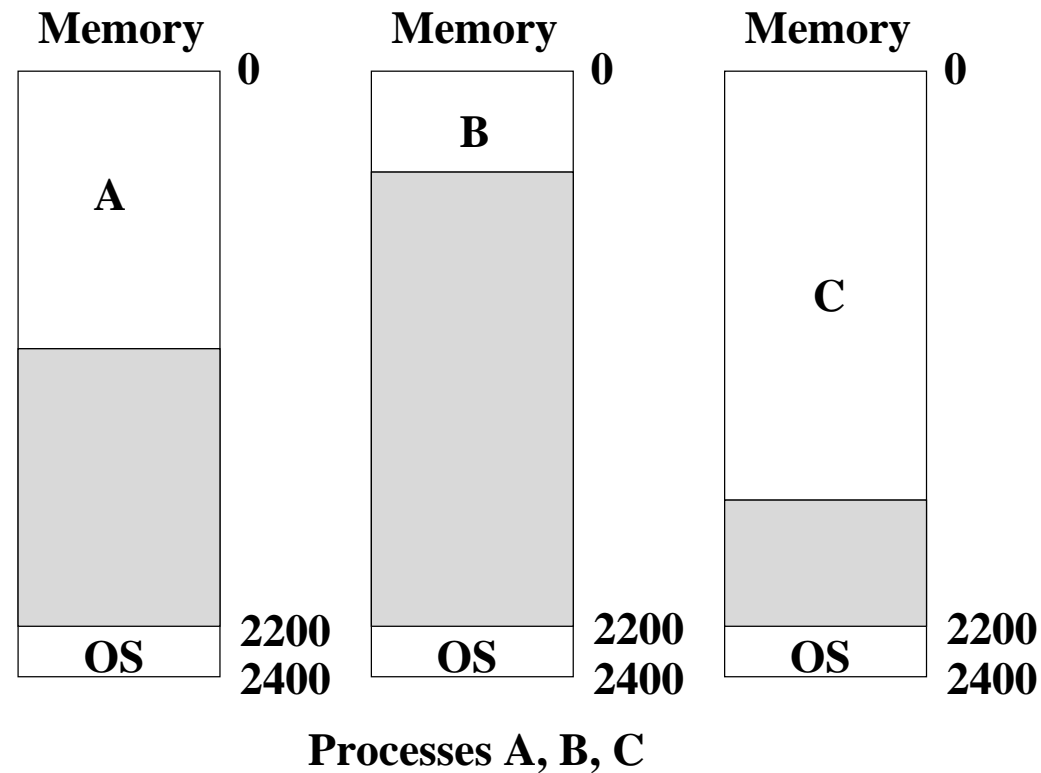 Memory Memory Memory
0 0 0
B
A
C
2200 2200 2200
OS OS OS
2400 2400 2400
Processes A, B, C